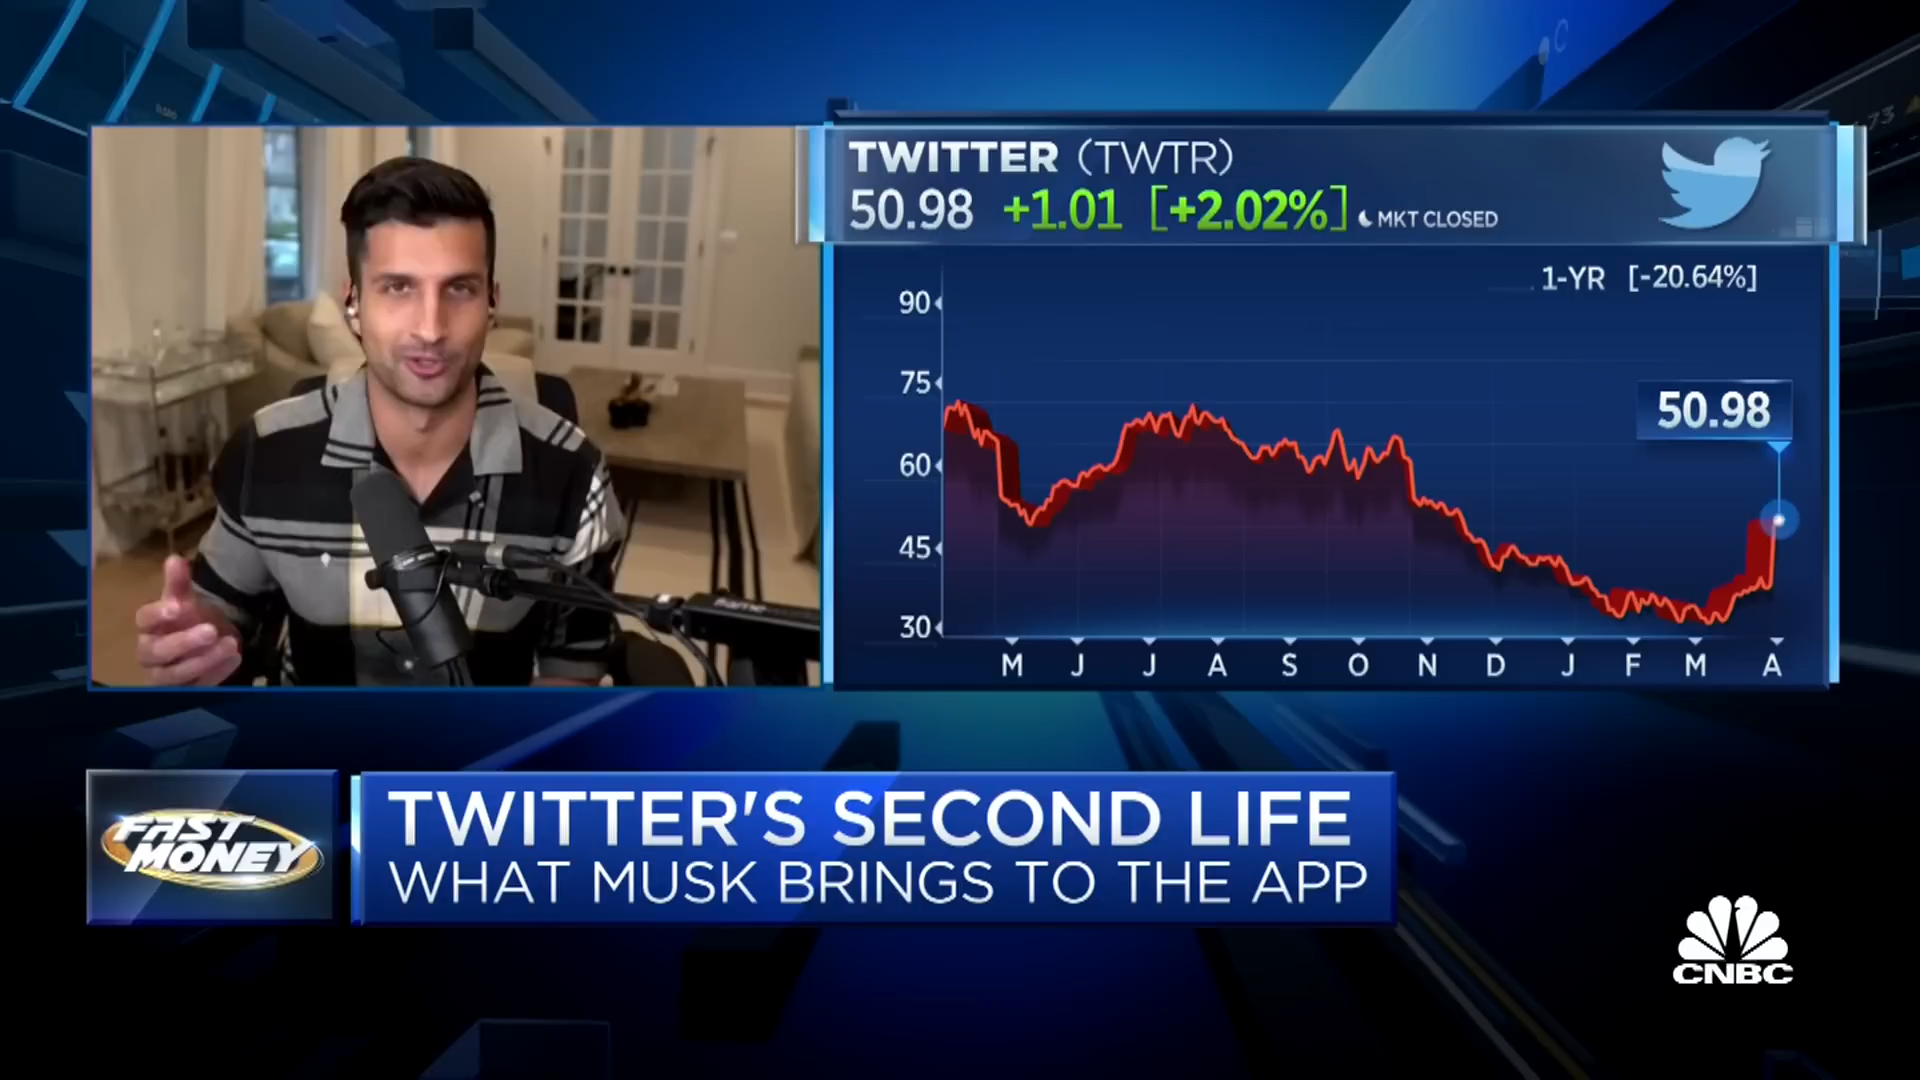 TWITTER (TWTR)
50.98 +1.01 [+2.02%] MKT CLOSED
1-YR [-20.64%]
90
75
50.98
60
45
30
M J J A S O N D J F M A
FAST
MONEY
TWITTER'S SECOND LIFE
WHAT MUSK BRINGS TO THE APP
CNBC